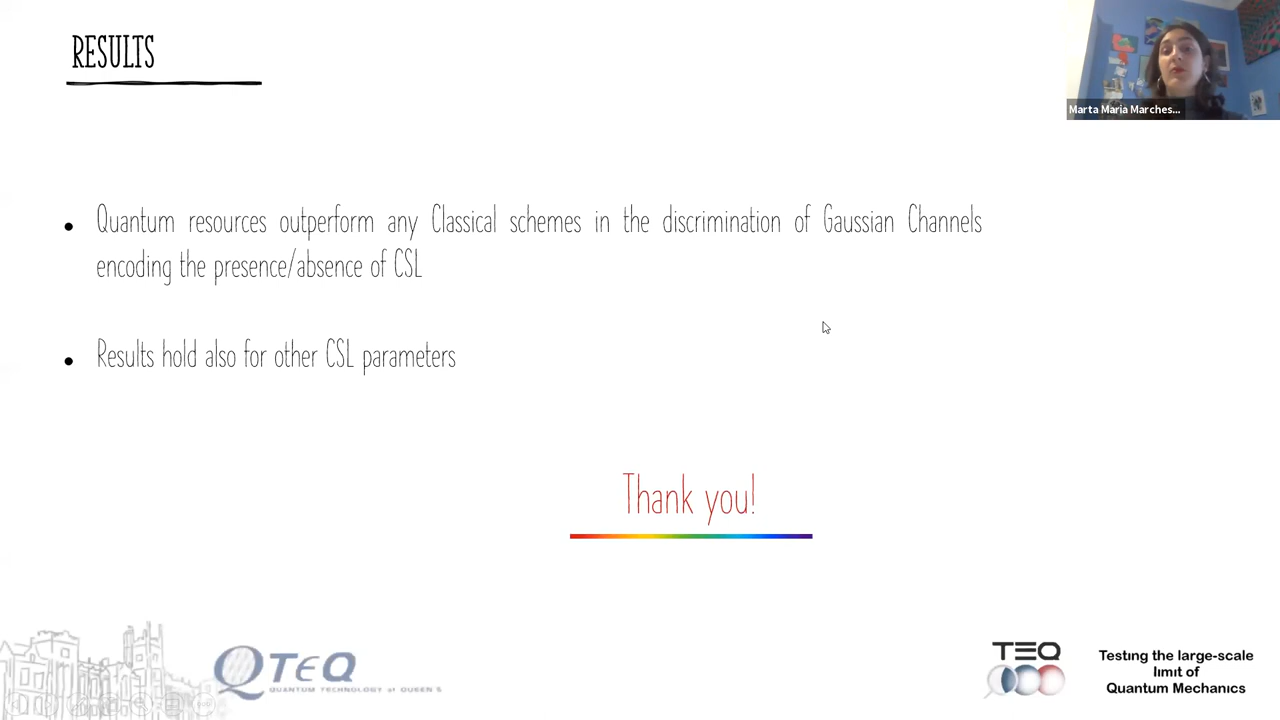 RESULTS
Marta Maria Marches...
Quantum resources outperform any Classical schemes in the discrimination of Gaussian Channels
encoding the presence/absence of CSL
Results hold also for other CSL parameters
Thank you!
QTEQ
QUANTUM TECHNOLOGY at QUEEN'S
TEQ
Testing the large-scale
limit of
Quantum Mechanics